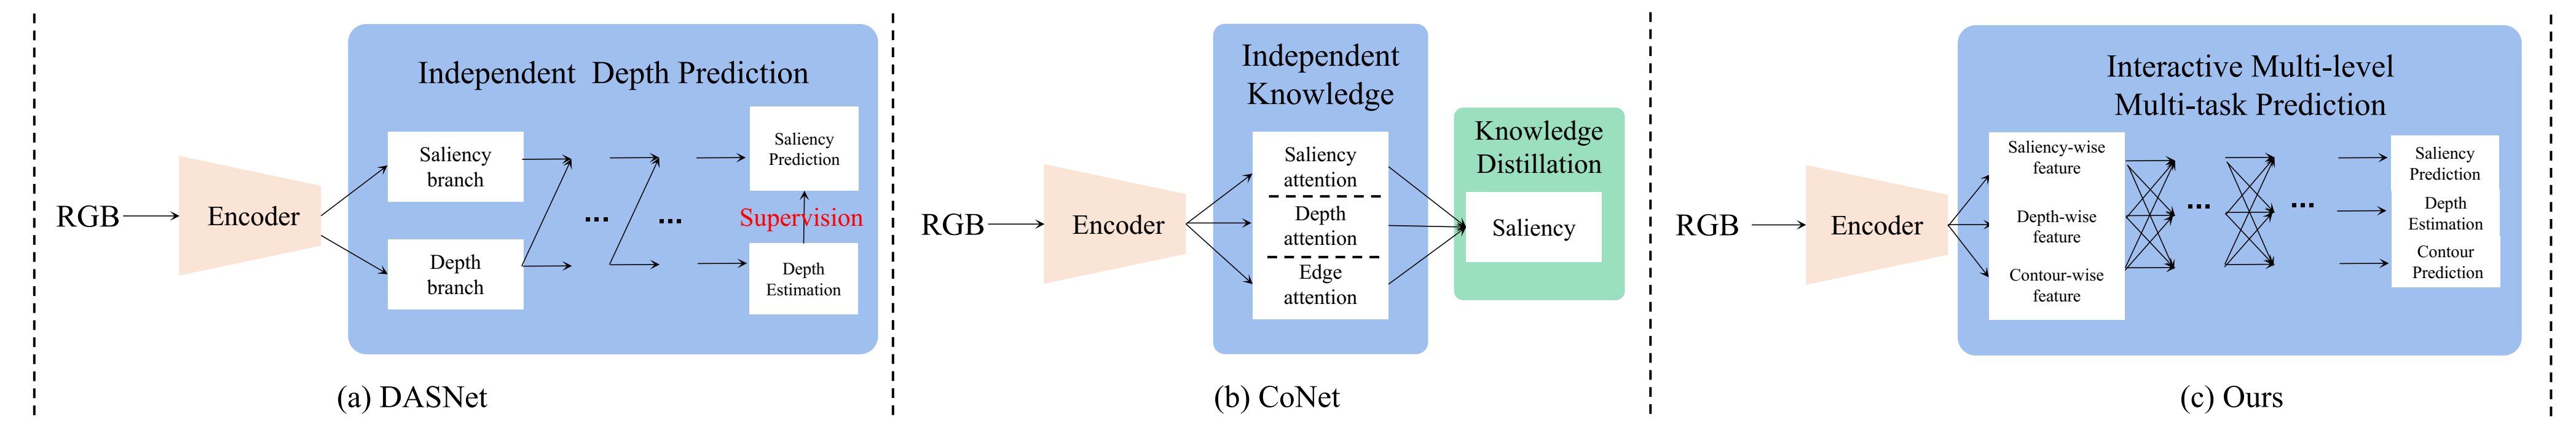 Independent Depth Prediction
RGB
Encoder
Saliency
branch
Depth
branch
...
...
Saliency
Prediction
Supervision
Depth
Estimation
(a) DASNet
Independent
Knowledge
RGB
Encoder
Saliency
attention
Depth
attention
Edge
attention
Knowledge
Distillation
Saliency
(b) CoNet
Interactive Multi-level
Multi-task Prediction
RGB
Encoder
Saliency-wise
feature
Depth-wise
feature
Contour-wise
feature
...
...
Saliency
Prediction
Depth
Estimation
Contour
Prediction
(c) Ours